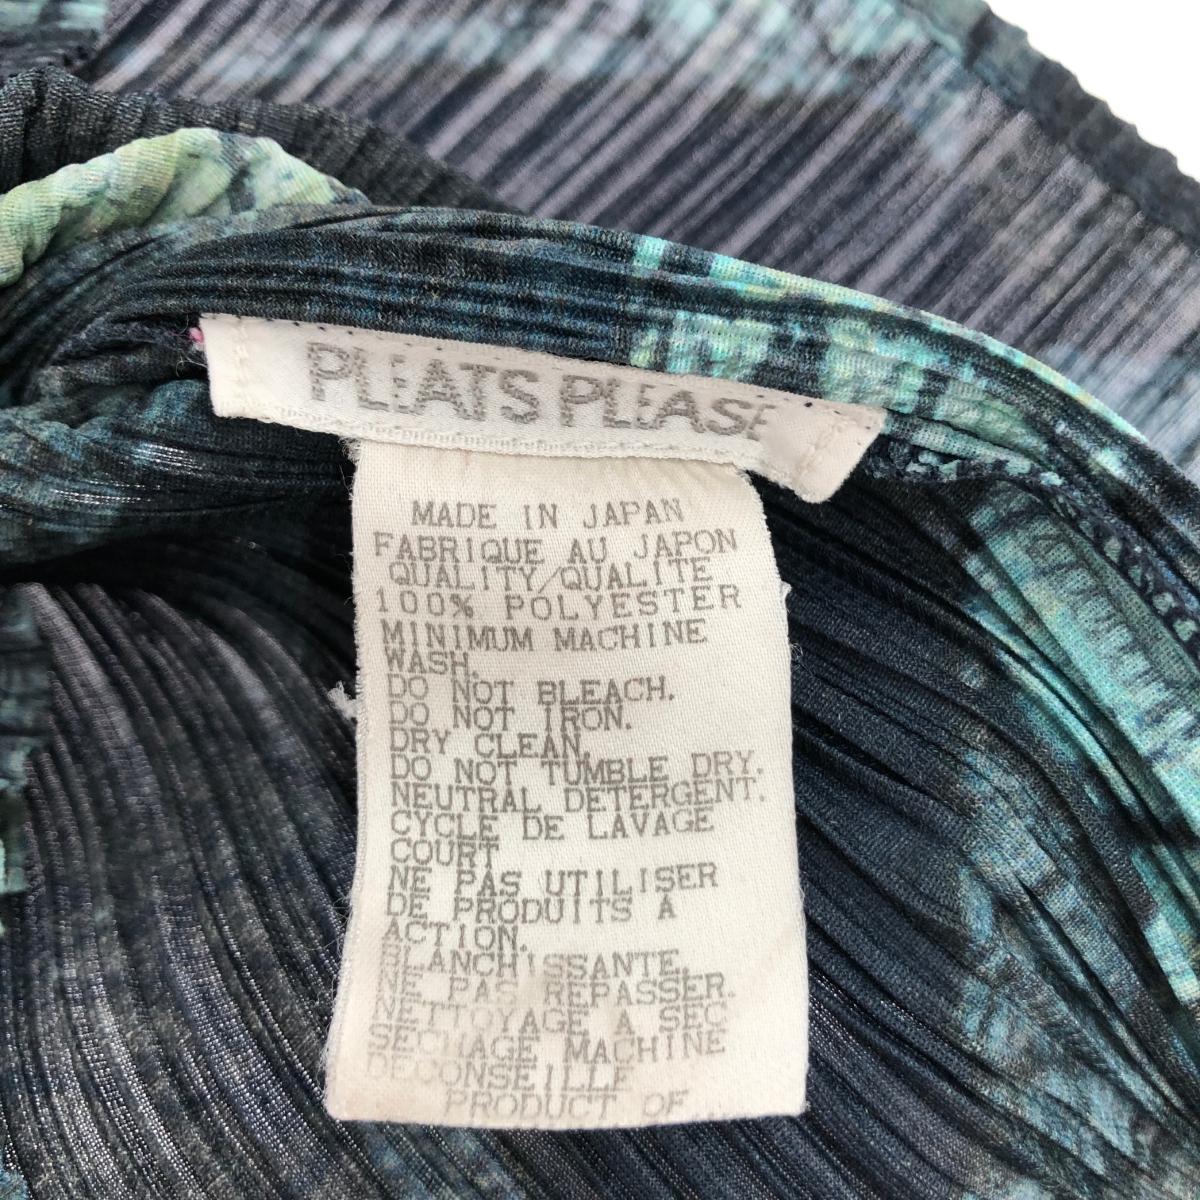 PLEATS PLEASE
MADE IN JAPAN
FABRIQUE AU JAPON
QUALITY/QUALITE
100% POLYESTER
MINIMUM MACHINE
WASH.
DO NOT BLEACH.
DO NOT IRON.
DRY CLEAN.
DO NOT TUMBLE DRY.
NEUTRAL DETERGENT.
CYCLE DE LAVAGE
COURT
NE PAS UTILISER
DE PRODUITS A
ACTION.
BLANCHISSANTE.
NE PAS REPASSER.
NETTOYAGE A SEC
SECHAGE MACHINE
DECONSEILLE
PRODUCT OF